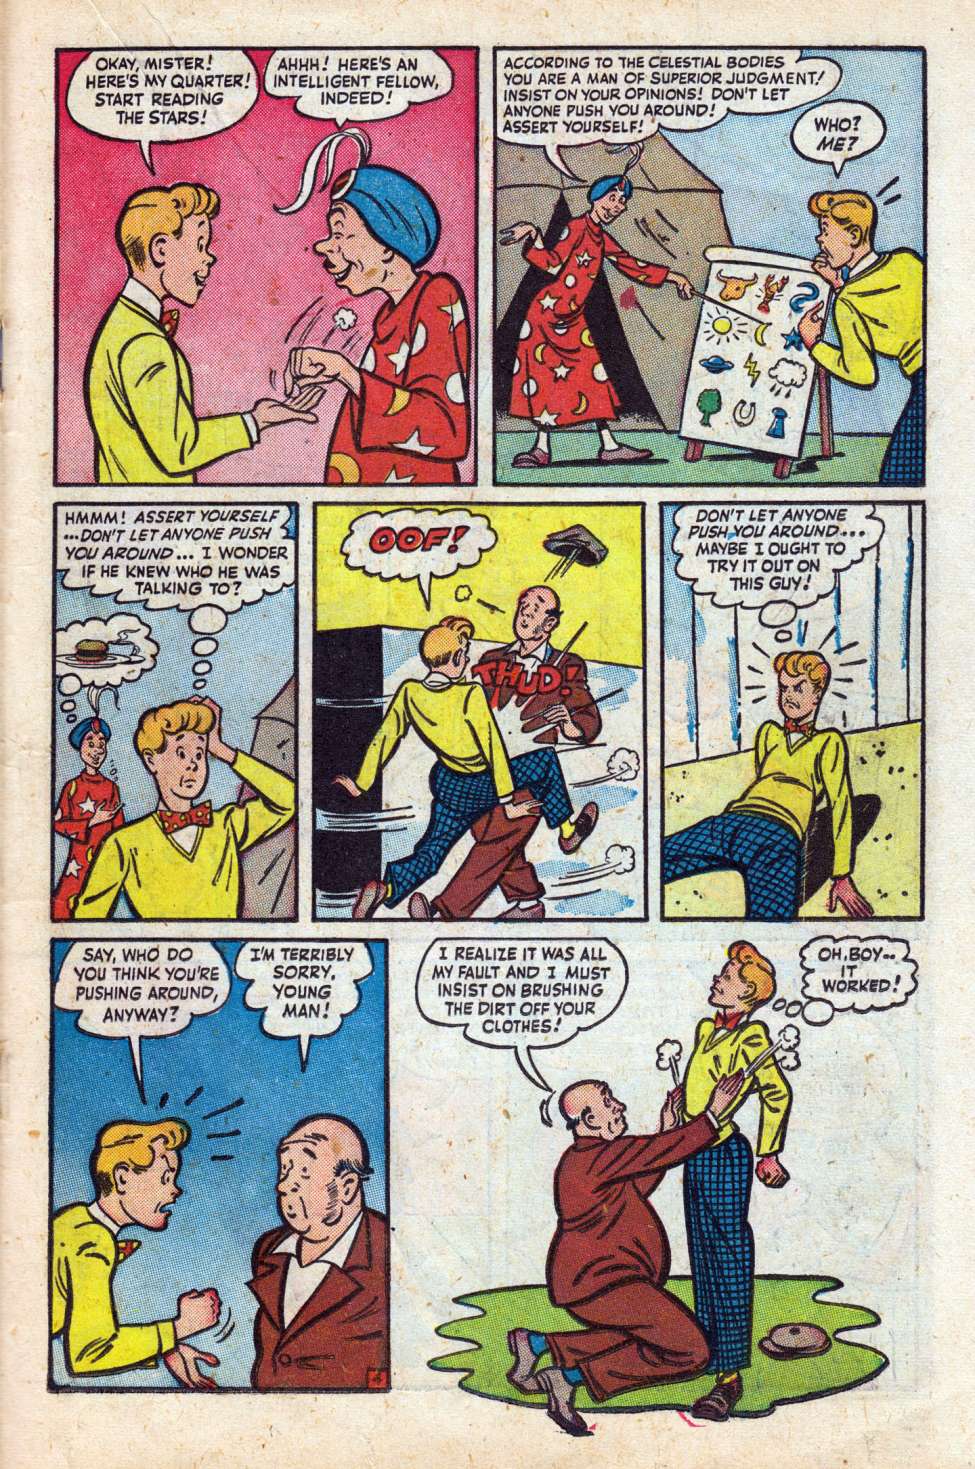 OKAY, MISTER!
HERE'S MY QUARTER!
START READING
THE STARS!
AHHH! HERE'S AN
INTELLIGENT FELLOW,
INDEED!
ACCORDING TO THE CELESTIAL BODIES
YOU ARE A MAN OF SUPERIOR JUDGMENT!
INSIST ON YOUR OPINIONS! DON'T LET
ANYONE PUSH YOU AROUND!
ASSERT YOURSELF!
WHO?
ME?
HMMM! ASSERT YOURSELF
...DON'T LET ANYONE PUSH
YOU AROUND... I WONDER
IF HE KNEW WHO HE WAS
TALKING TO?
OOF!
THUD!
DON'T LET ANYONE
PUSH YOU AROUND...
MAYBE I OUGHT TO
TRY IT OUT ON
THIS GUY!
SAY, WHO DO
YOU THINK YOU'RE
PUSHING AROUND,
ANYWAY?
I'M TERRIBLY
SORRY,
YOUNG
MAN!
4
I REALIZE IT WAS ALL
MY FAULT AND I MUST
INSIST ON BRUSHING
THE DIRT OFF YOUR
CLOTHES!
OH, BOY--
IT
WORKED!